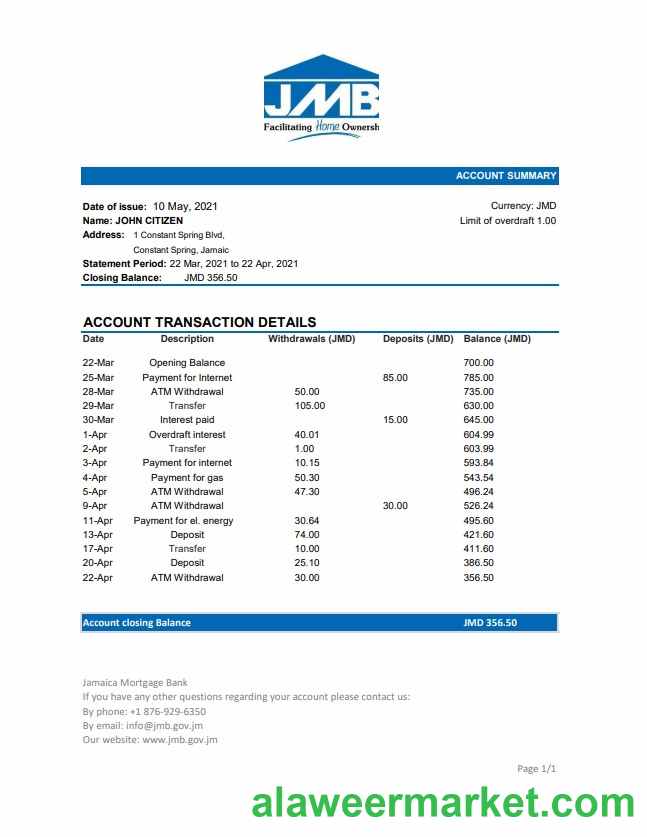 JMB
Facilitating Home Ownersh
ACCOUNT SUMMARY
Date of issue: 10 May, 2021 Currency: JMD
Name: JOHN CITIZEN Limit of overdraft 1.00
Address: 1 Constant Spring Blvd,
Constant Spring, Jamaic
Statement Period: 22 Mar, 2021 to 22 Apr, 2021
Closing Balance: JMD 356.50
ACCOUNT TRANSACTION DETAILS
Date Description Withdrawals (JMD) Deposits (JMD) Balance (JMD)
22-Mar Opening Balance 700.00
25-Mar Payment for Internet 85.00 785.00
28-Mar ATM Withdrawal 50.00 735.00
29-Mar Transfer 105.00 630.00
30-Mar Interest paid 15.00 645.00
1-Apr Overdraft interest 40.01 604.99
2-Apr Transfer 1.00 603.99
3-Apr Payment for internet 10.15 593.84
4-Apr Payment for gas 50.30 543.54
5-Apr ATM Withdrawal 47.30 496.24
9-Apr ATM Withdrawal 30.00 526.24
11-Apr Payment for el. energy 30.64 495.60
13-Apr Deposit 74.00 421.60
17-Apr Transfer 10.00 411.60
20-Apr Deposit 25.10 386.50
22-Apr ATM Withdrawal 30.00 356.50
Account closing Balance JMD 356.50
Jamaica Mortgage Bank
If you have any other questions regarding your account please contact us:
By phone: +1 876-929-6350
By email: info@jmb.gov.jm
Our website: www.jmb.gov.jm
Page 1/1
alaweermarket.com